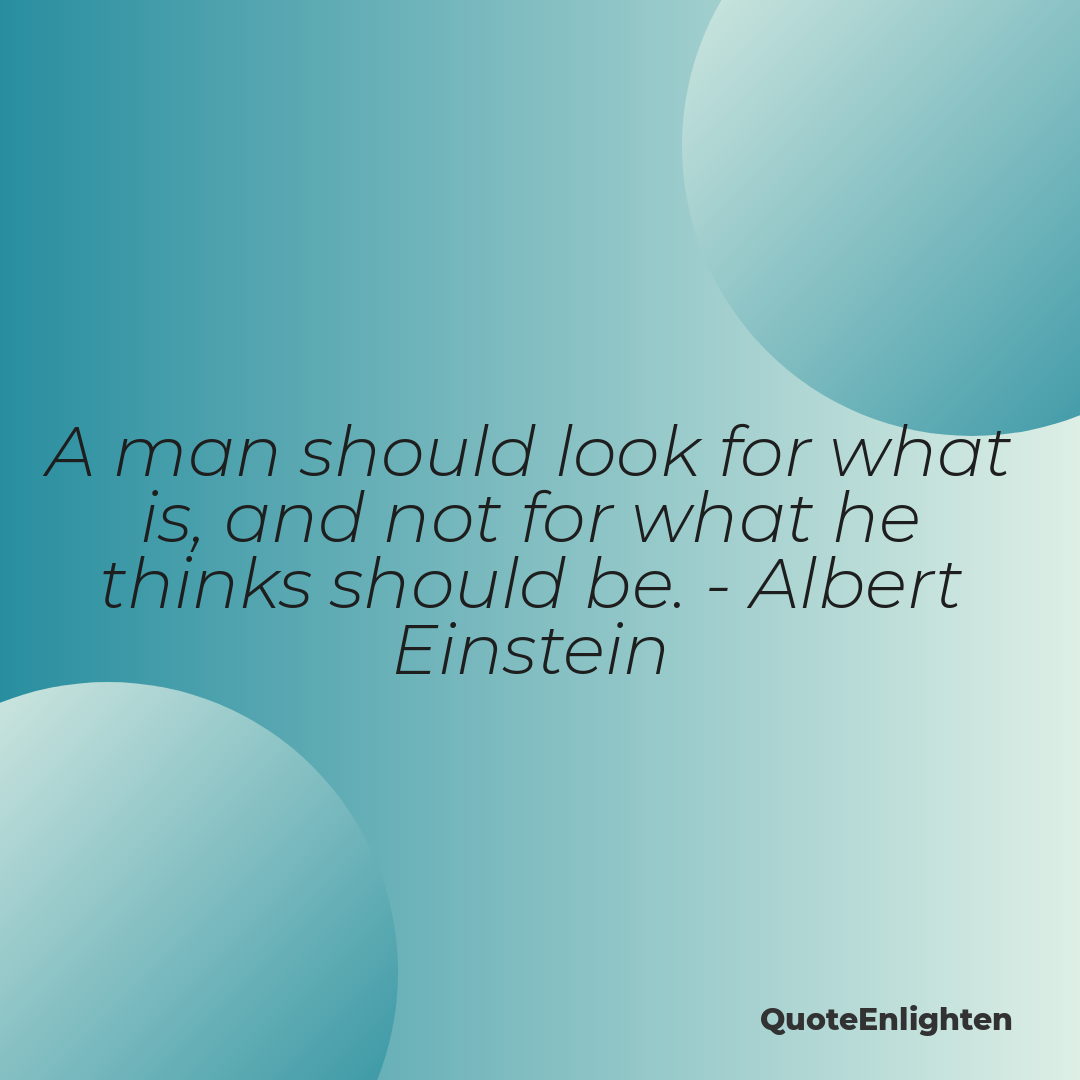 A man should look for what
is, and not for what he
thinks should be. - Albert
Einstein
QuoteEnlighten